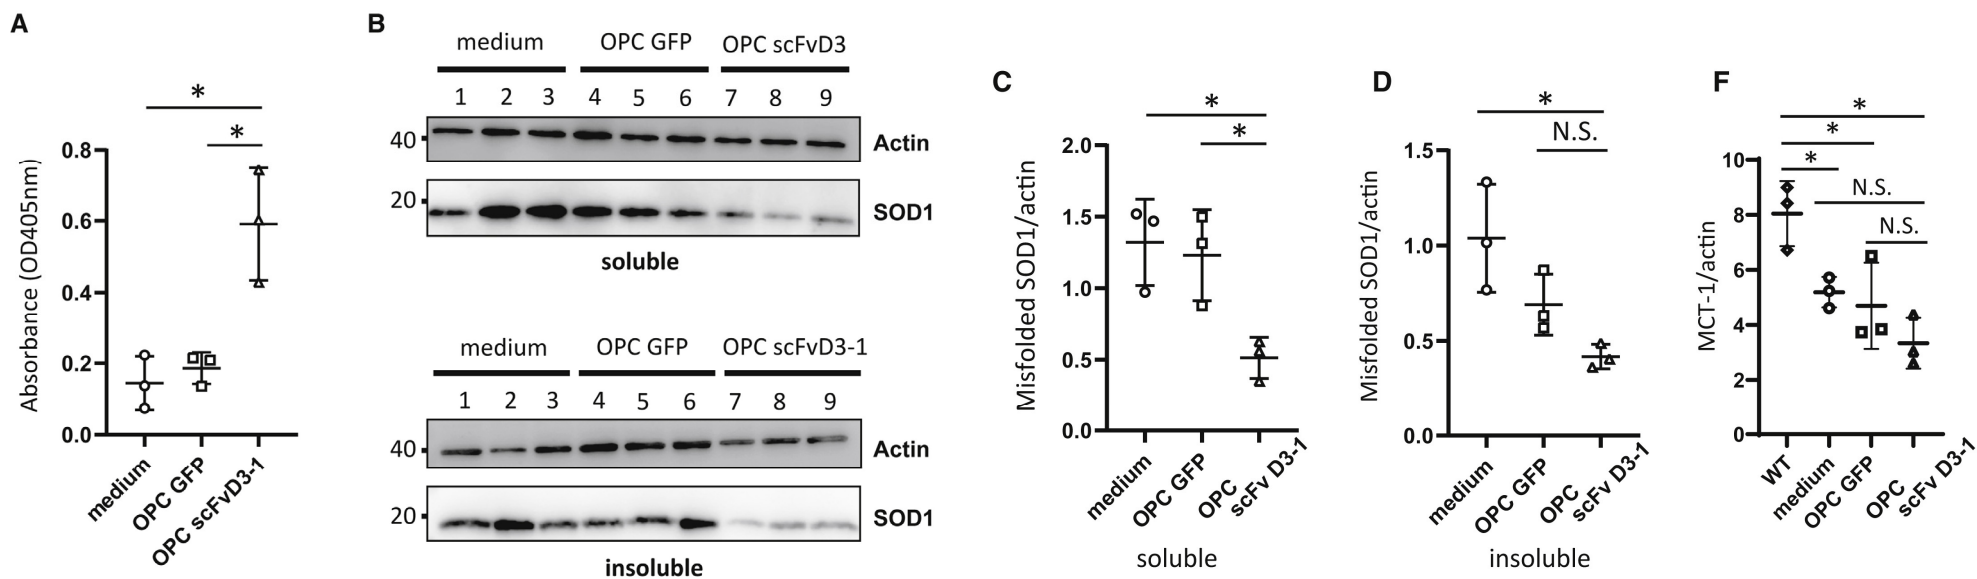 A
*
*
Absorbance (OD405nm)
0.8
0.6
0.4
0.2
0.0
medium
OPC GFP
OPC scFvD3-1
B
medium OPC GFP OPC scFvD3
1 2 3 4 5 6 7 8 9
40 Actin
20 SOD1
soluble
medium OPC GFP OPC scFvD3-1
1 2 3 4 5 6 7 8 9
40 Actin
20 SOD1
insoluble
C
*
*
Misfolded SOD1/actin
2.0
1.5
1.0
0.5
0.0
medium
OPC GFP
OPC
scFv D3-1
soluble
D
*
N.S.
Misfolded SOD1/actin
1.5
1.0
0.5
0.0
medium
OPC GFP
OPC
scFv D3-1
insoluble
F
*
*
*
N.S.
N.S.
MCT-1/actin
10
8
6
4
2
0
WT
medium
OPC GFP
OPC
scFv D3-1